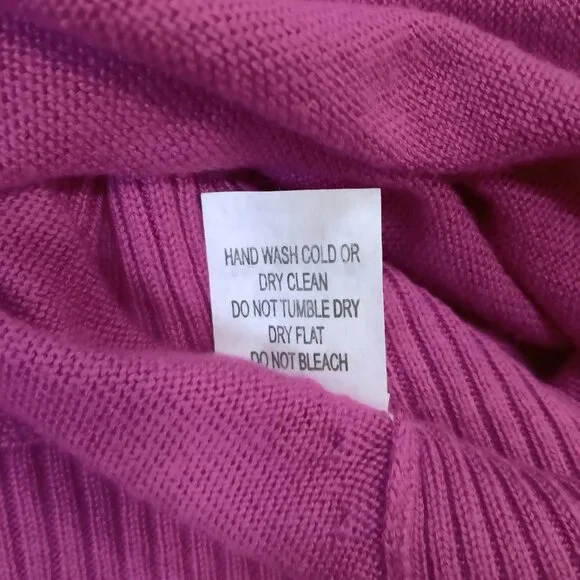 HAND WASH COLD OR
DRY CLEAN
DO NOT TUMBLE DRY
DRY FLAT
DO NOT BLEACH